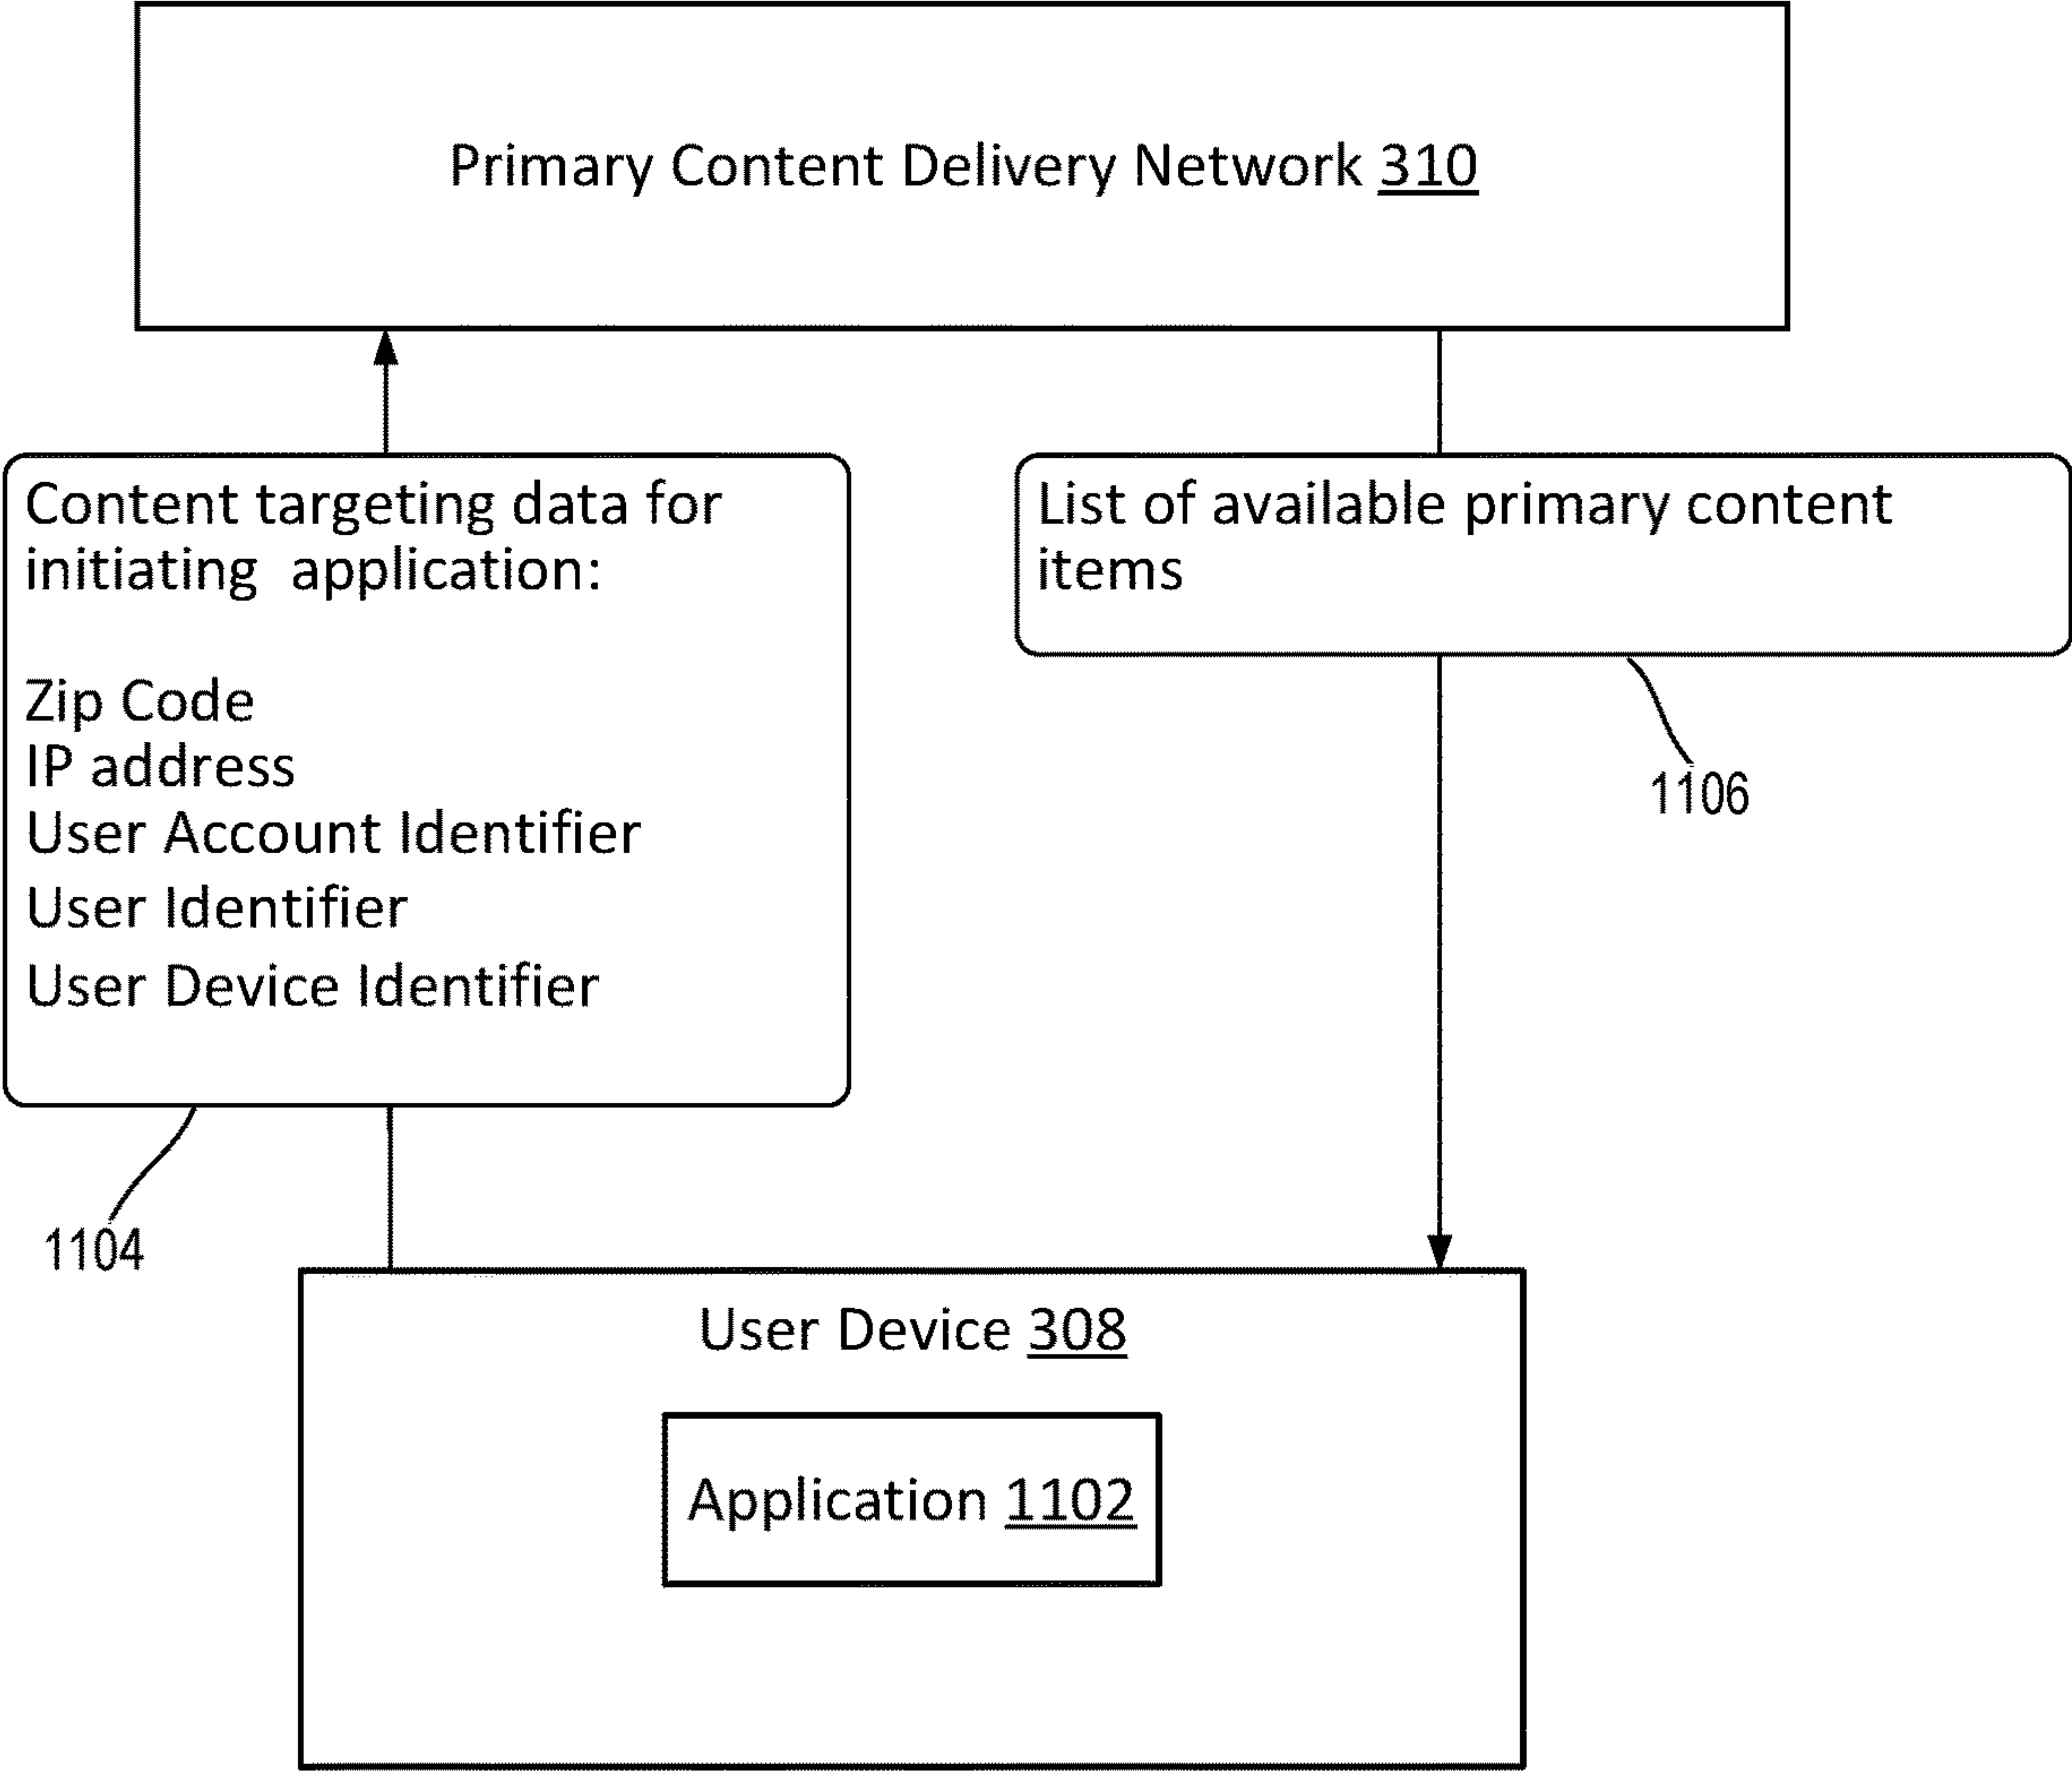 Primary Content Delivery Network 310
Content targeting data for
initiating application:
Zip Code
IP address
User Account Identifier
User Identifier
User Device Identifier
1104
List of available primary content
items
1106
User Device 308
Application 1102